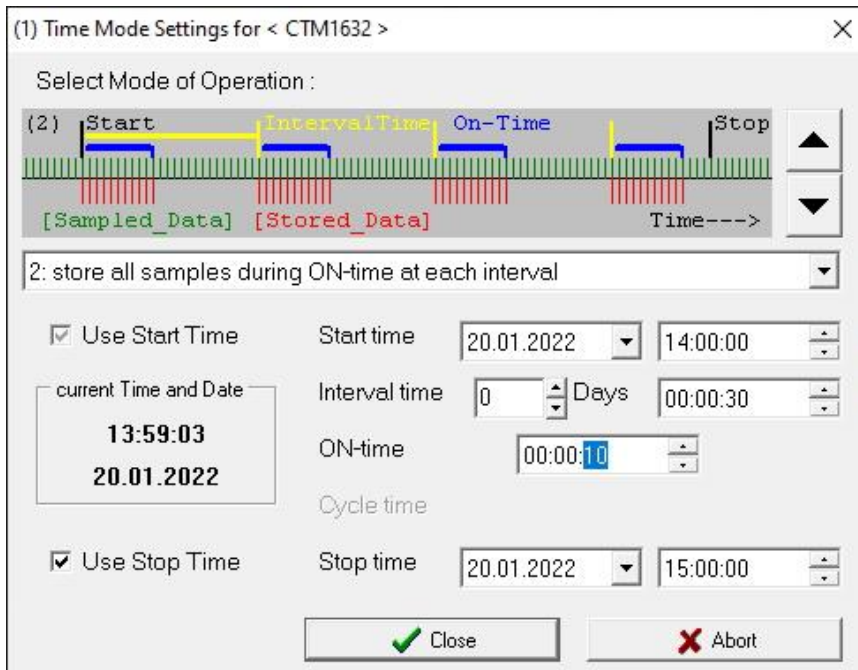 (1) Time Mode Settings for < CTM1632 >
Select Mode of Operation :
(2) Start IntervalTime On-Time Stop
[Sampled_Data] [Stored_Data] Time--->
2: store all samples during ON-time at each interval
Use Start Time Start time 20.01.2022 14:00:00
current Time and Date Interval time 0 Days 00:00:30
13:59:03
ON-time 00:00:10
20.01.2022
Cycle time
Use Stop Time Stop time 20.01.2022 15:00:00
Close Abort